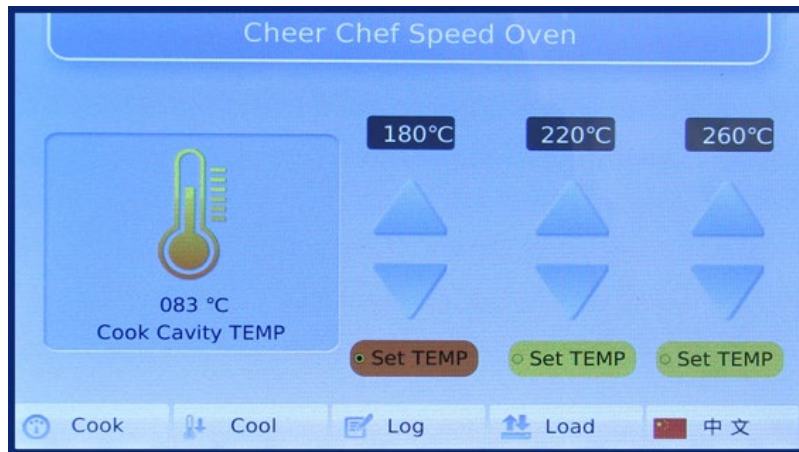 Cheer Chef Speed Oven
180°C 220°C 260°C
083 °C
Cook Cavity TEMP
Set TEMP Set TEMP Set TEMP
Cook Cool Log Load 中文